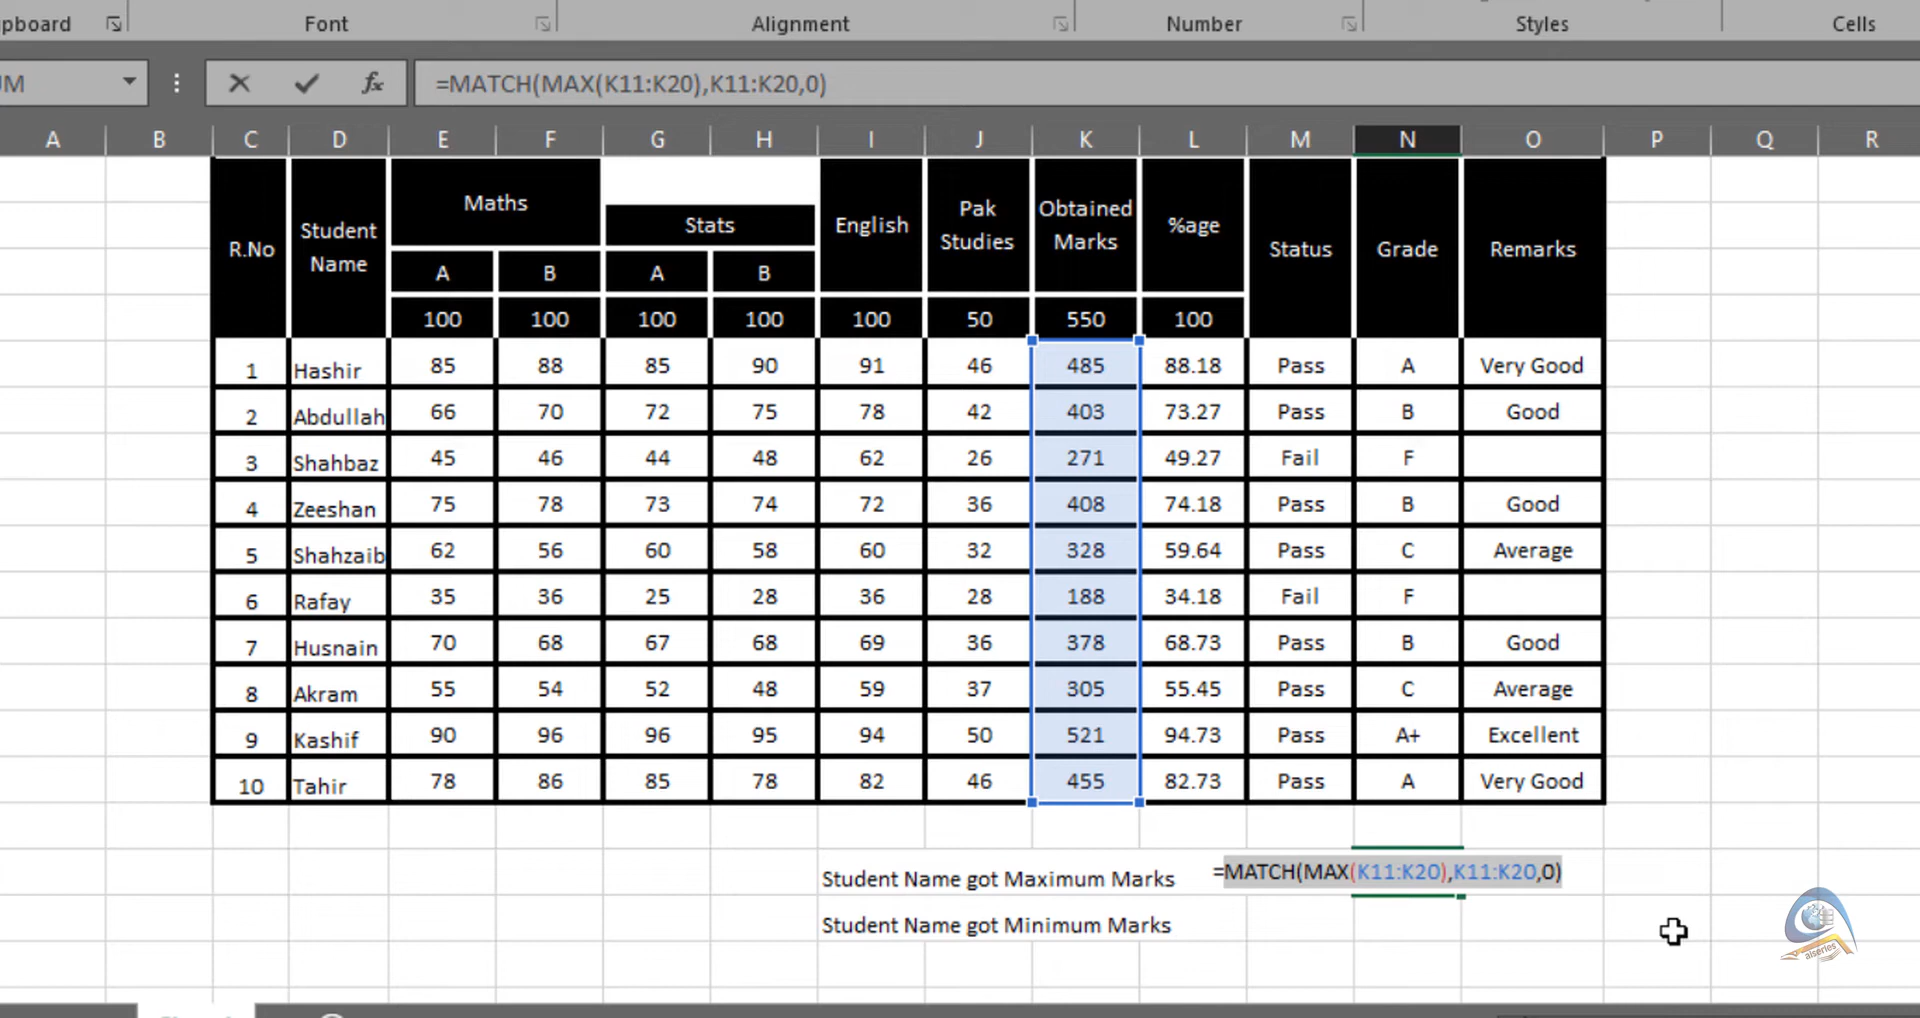 pboard Font Alignment Number Styles Cells
=MATCH(MAX(K11:K20),K11:K20,0)
A B C D E F G H I J K L M N O P Q R
R.No Student Name Maths Stats English Pak Studies Obtained Marks %age Status Grade Remarks
A B A B
100 100 100 100 100 50 550 100
1 Hashir 85 88 85 90 91 46 485 88.18 Pass A Very Good
2 Abdullah 66 70 72 75 78 42 403 73.27 Pass B Good
3 Shahbaz 45 46 44 48 62 26 271 49.27 Fail F
4 Zeeshan 75 78 73 74 72 36 408 74.18 Pass B Good
5 Shahzaib 62 56 60 58 60 32 328 59.64 Pass C Average
6 Rafay 35 36 25 28 36 28 188 34.18 Fail F
7 Husnain 70 68 67 68 69 36 378 68.73 Pass B Good
8 Akram 55 54 52 48 59 37 305 55.45 Pass C Average
9 Kashif 90 96 96 95 94 50 521 94.73 Pass A+ Excellent
10 Tahir 78 86 85 78 82 46 455 82.73 Pass A Very Good
Student Name got Maximum Marks =MATCH(MAX(K11:K20),K11:K20,0)
Student Name got Minimum Marks
alseries